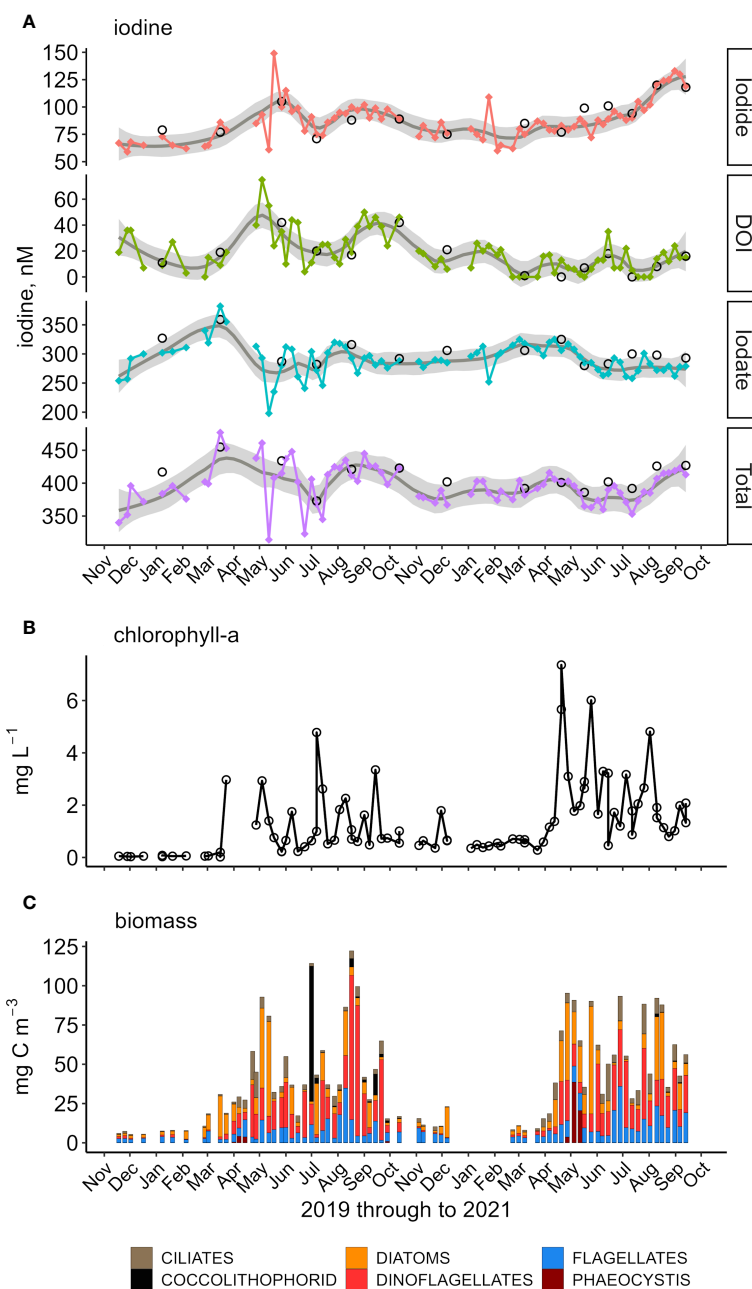 A
iodine
150
125
100
75
50
Iodide
60
40
20
0
DOI
iodine, nM
350
300
250
200
Iodate
450
400
350
Total
Nov Dec Jan Feb Mar Apr May Jun Jul Aug Sep Oct Nov Dec Jan Feb Mar Apr May Jun Jul Aug Sep Oct
B
chlorophyll-a
6
4
2
0
mg L⁻¹
C
biomass
125
100
75
50
25
0
mg C m⁻³
Nov Dec Jan Feb Mar Apr May Jun Jul Aug Sep Oct Nov Dec Jan Feb Mar Apr May Jun Jul Aug Sep Oct
2019 through to 2021
CILIATES DIATOMS FLAGELLATES
COCCOLITHOPHORID DINOFLAGELLATES PHAEOCYSTIS